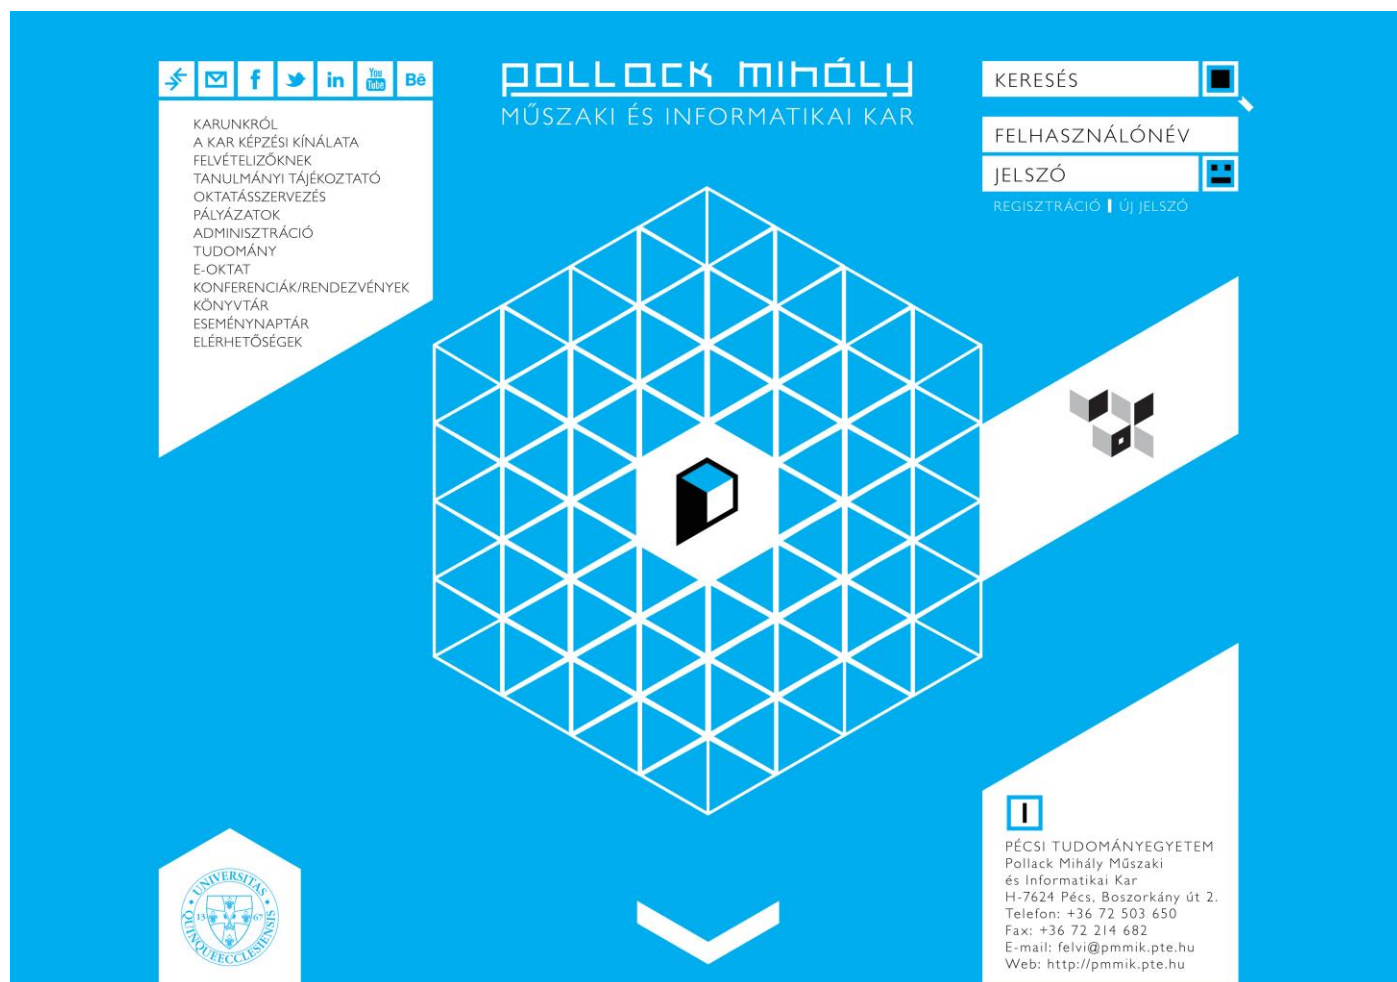 You
Tube
in
Bē
KARUNKRÓL
A KAR KÉPZÉSI KÍNÁLATA
FELVÉTELIZŐKNEK
TANULMÁNYI TÁJÉKOZTATÓ
OKTATÁSSZERVEZÉS
PÁLYÁZATOK
ADMINISZTRÁCIÓ
TUDOMÁNY
E-OKTAT
KONFERENCIÁK/RENDEZVÉNYEK
KÖNYVTÁR
ESEMÉNYNAPTÁR
ELÉRHETŐSÉGEK
POLLACK MIHÁLY
MŰSZAKI ÉS INFORMATIKAI KAR
KERESÉS
FELHASZNÁLÓNÉV
JELSZÓ
REGISZTRÁCIÓ | ÚJ JELSZÓ
UNIVERSITAS
13 67
QUINQUEECCLESIENSIS
PÉCSI TUDOMÁNYEGYETEM
Pollack Mihály Műszaki
és Informatikai Kar
H-7624 Pécs, Boszorkány út 2.
Telefon: +36 72 503 650
Fax: +36 72 214 682
E-mail: felvi@pmmik.pte.hu
Web: http://pmmik.pte.hu